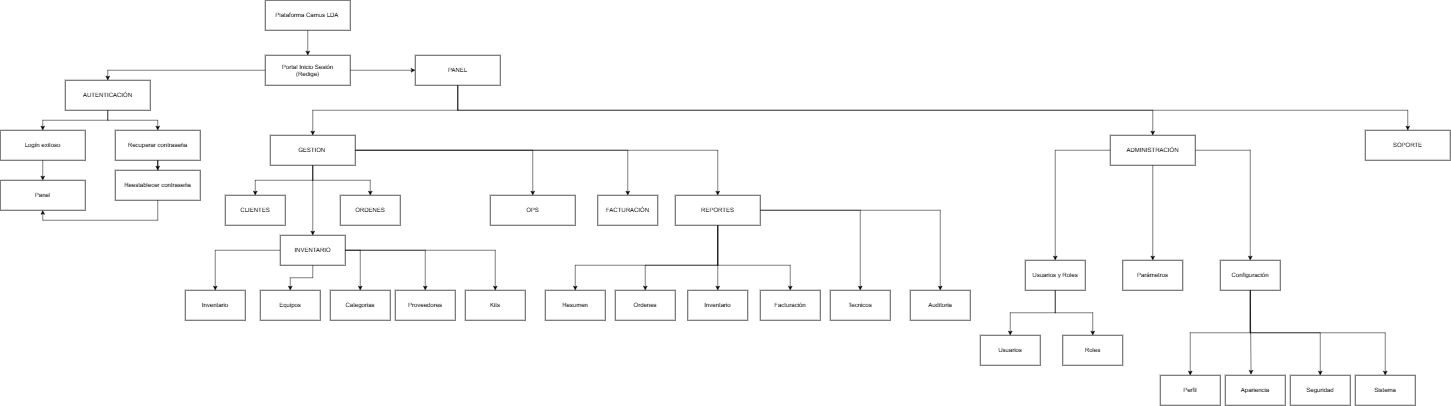 Plataforma Camus LDA
Portal Inicio Sesión
(Redige)
PANEL
AUTENTICACIÓN
Login exitoso
Recuperar contraseña
Panel
Reestablecer contraseña
GESTION
ADMINISTRACIÓN
SOPORTE
CLIENTES
ORDENES
OPS
FACTURACIÓN
REPORTES
INVENTARIO
Usuarios y Roles
Parámetros
Configuración
Inventario
Equipos
Categorias
Proveedores
Kits
Resumen
Ordenes
Inventario
Facturación
Tecnicos
Auditoria
Usuarios
Roles
Perfil
Apariencia
Seguridad
Sistema